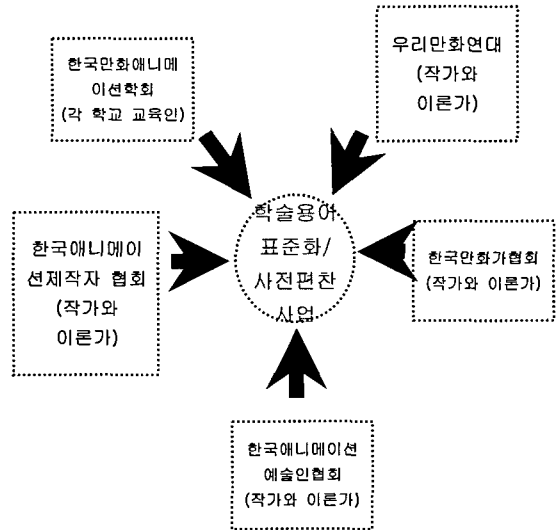 한국만화애니메
이션학회
(각 학교 교육인)
우리만화연대
(작가와
이론가)
학술용어
표준화/
사전편찬
사업
한국애니메이
션제작자 협회
(작가와
이론가)
한국만화가협회
(작가와 이론가)
한국애니메이션
예술인협회
(작가와 이론가)